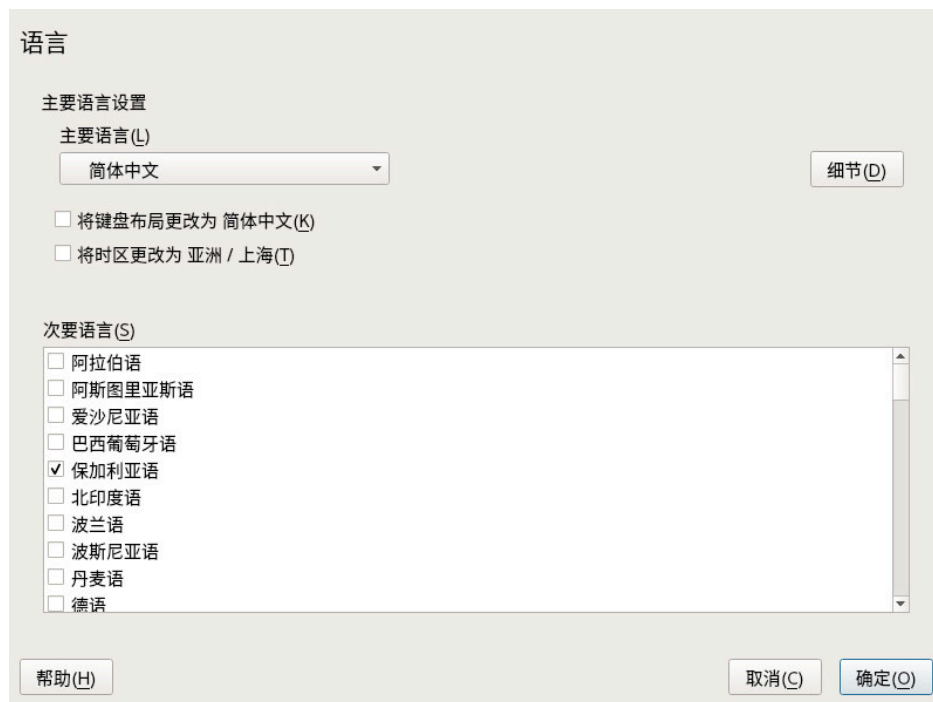 语言
主要语言设置
主要语言(L)
简体中文
细节(D)
将键盘布局更改为 简体中文(K)
将时区更改为 亚洲 / 上海(T)
次要语言(S)
阿拉伯语
阿斯图里亚斯语
爱沙尼亚语
巴西葡萄牙语
保加利亚语
北印度语
波兰语
波斯尼亚语
丹麦语
德语
帮助(H)
取消(C)
确定(O)